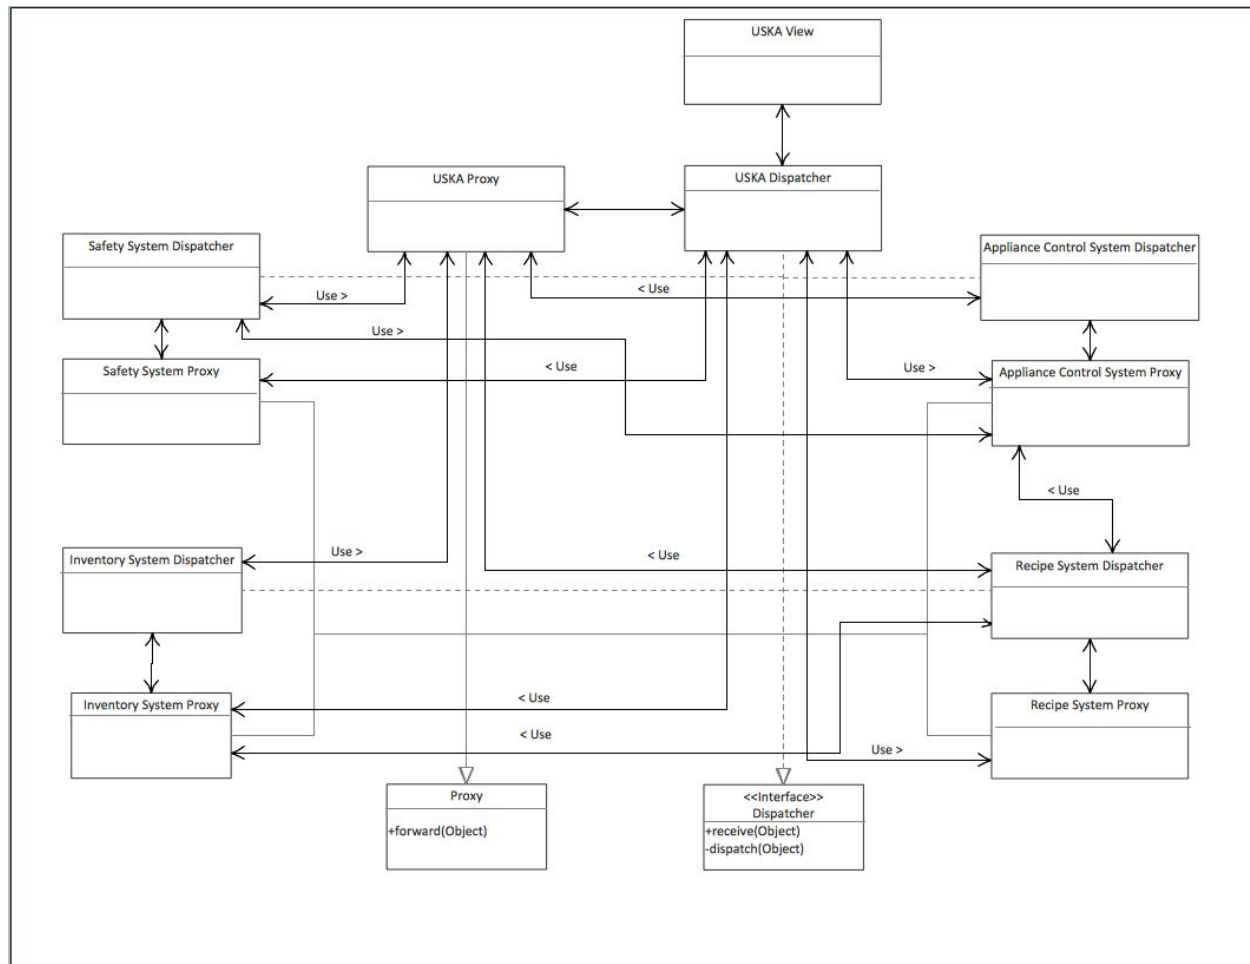 USKA View
USKA Proxy
USKA Dispatcher
Safety System Dispatcher
Appliance Control System Dispatcher
< Use
Use >
Use >
< Use
Use >
Safety System Proxy
Appliance Control System Proxy
< Use
Use >
< Use
Inventory System Dispatcher
Recipe System Dispatcher
< Use
Inventory System Proxy
Recipe System Proxy
< Use
Use >
Proxy
+forward(Object)
<<Interface>>
Dispatcher
+receive(Object)
-dispatch(Object)